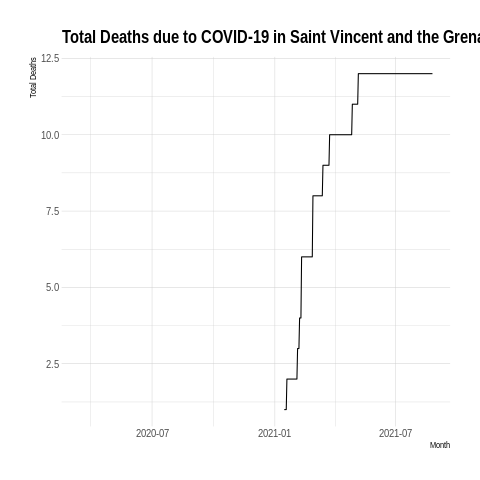 Total Deaths due to COVID-19 in Saint Vincent and the Grena
Total Deaths
12.5
10.0
7.5
5.0
2.5
2020-07 2021-01 2021-07
Month